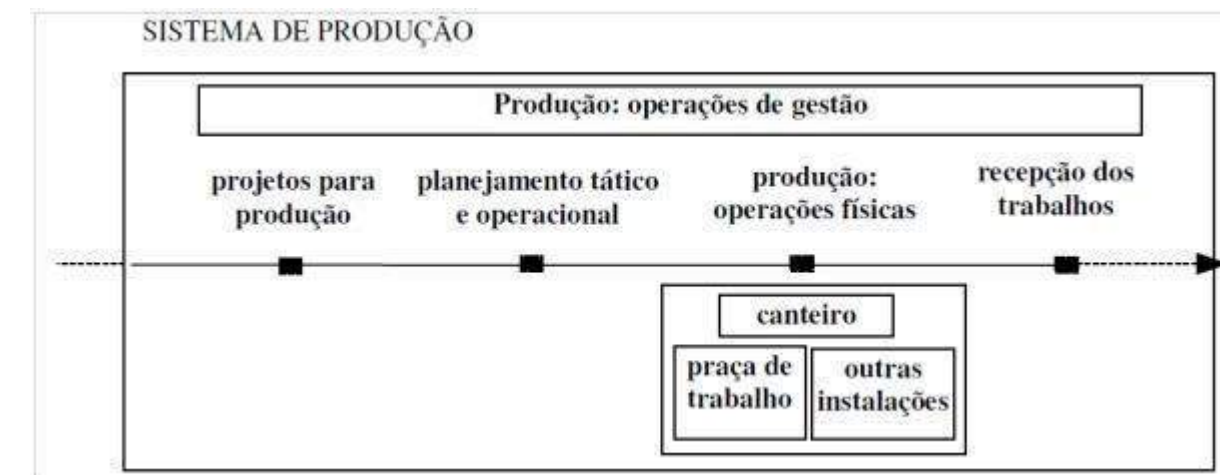 SISTEMA DE PRODUÇÃO
Produção: operações de gestão
projetos para
produção
planejamento tático
e operacional
produção:
operações físicas
recepção dos
trabalhos
canteiro
praça de
trabalho
outras
instalações